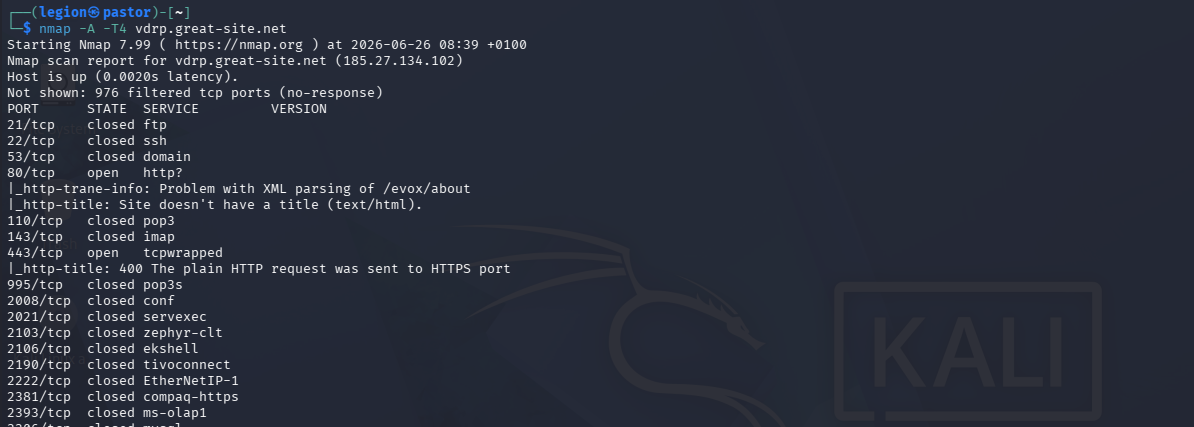 ┌──(legion㉿pastor)-[~]
└─$ nmap -A -T4 vdrp.great-site.net
Starting Nmap 7.99 ( https://nmap.org ) at 2026-06-26 08:39 +0100
Nmap scan report for vdrp.great-site.net (185.27.134.102)
Host is up (0.0020s latency).
Not shown: 976 filtered tcp ports (no-response)
PORT     STATE  SERVICE         VERSION
21/tcp   closed ftp
22/tcp   closed ssh
53/tcp   closed domain
80/tcp   open   http?
|_http-trane-info: Problem with XML parsing of /evox/about
|_http-title: Site doesn't have a title (text/html).
110/tcp  closed pop3
143/tcp  closed imap
443/tcp  open   tcpwrapped
|_http-title: 400 The plain HTTP request was sent to HTTPS port
995/tcp  closed pop3s
2008/tcp closed conf
2021/tcp closed servexec
2103/tcp closed zephyr-clt
2106/tcp closed ekshell
2190/tcp closed tivoconnect
2222/tcp closed EtherNetIP-1
2381/tcp closed compaq-https
2393/tcp closed ms-olap1
KALI